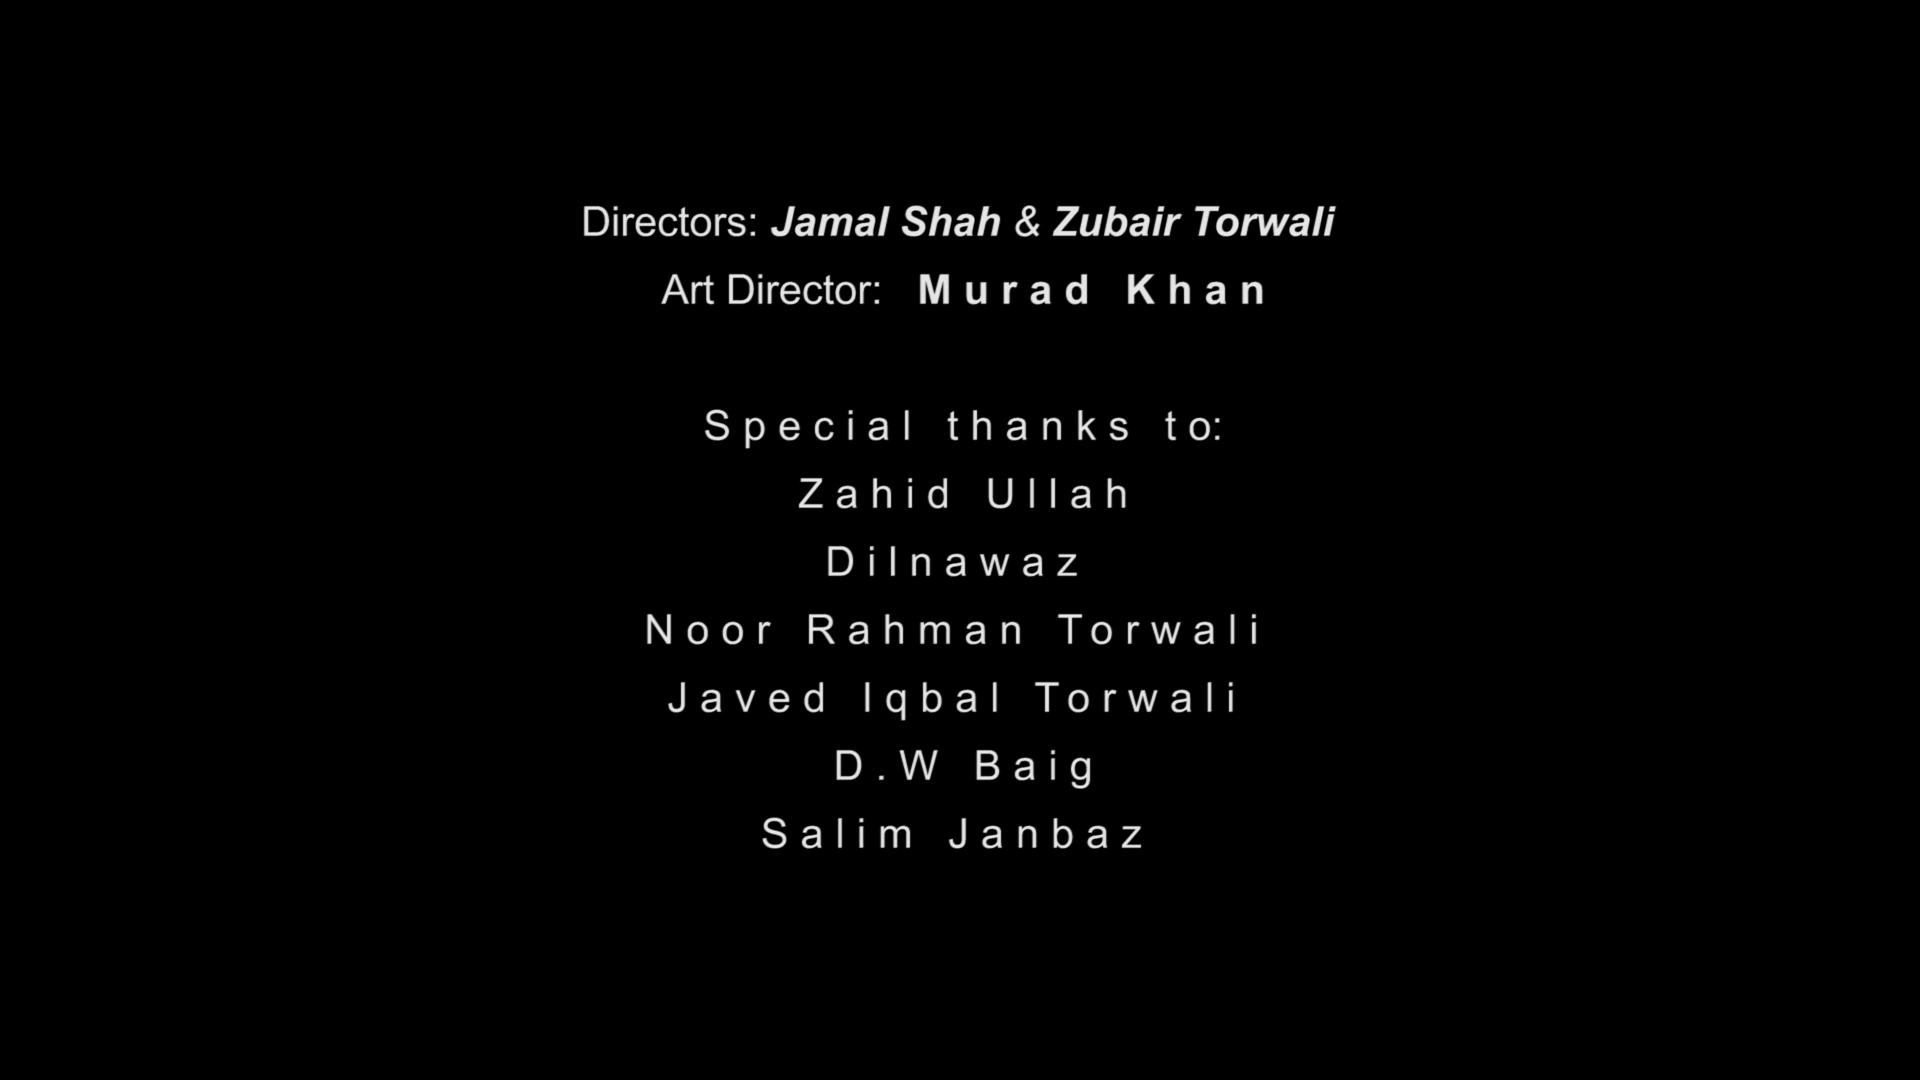 Directors: Jamal Shah & Zubair Torwali
Art Director: Murad Khan
Special thanks to:
Zahid Ullah
Dilnawaz
Noor Rahman Torwali
Javed Iqbal Torwali
D.W Baig
Salim Janbaz